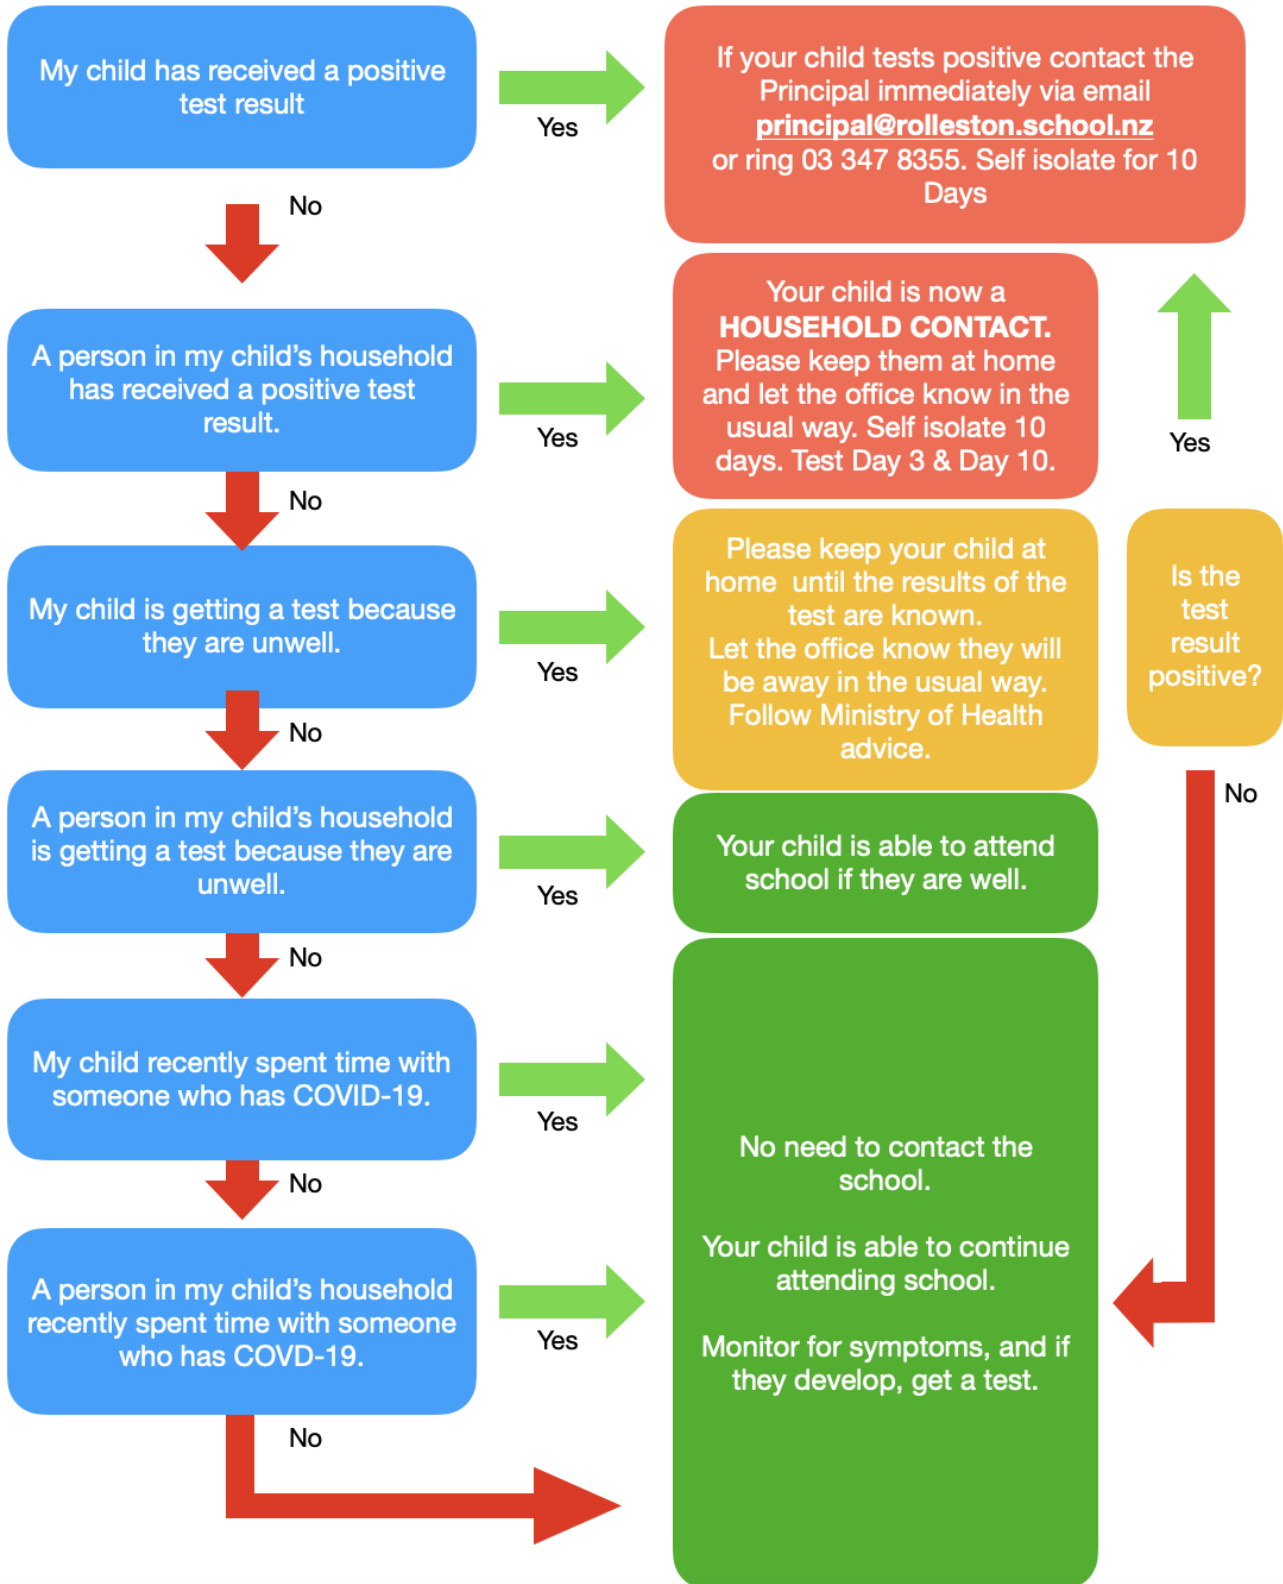 My child has received a positive
test result
Yes
If your child tests positive contact the
Principal immediately via email
principal@rolleston.school.nz
or ring 03 347 8355. Self isolate for 10
Days
No
A person in my child's household
has received a positive test
result.
Yes
Your child is now a
HOUSEHOLD CONTACT.
Please keep them at home
and let the office know in the
usual way. Self isolate 10
days. Test Day 3 & Day 10.
Yes
No
My child is getting a test because
they are unwell.
Yes
Please keep your child at
home  until the results of the
test are known.
Let the office know they will
be away in the usual way.
Follow Ministry of Health
advice.
Is the
test
result
positive?
No
No
A person in my child's household
is getting a test because they are
unwell.
Yes
Your child is able to attend
school if they are well.
No
My child recently spent time with
someone who has COVID-19.
Yes
No
A person in my child's household
recently spent time with someone
who has COVD-19.
Yes
No need to contact the
school.
Your child is able to continue
attending school.
Monitor for symptoms, and if
they develop, get a test.
No